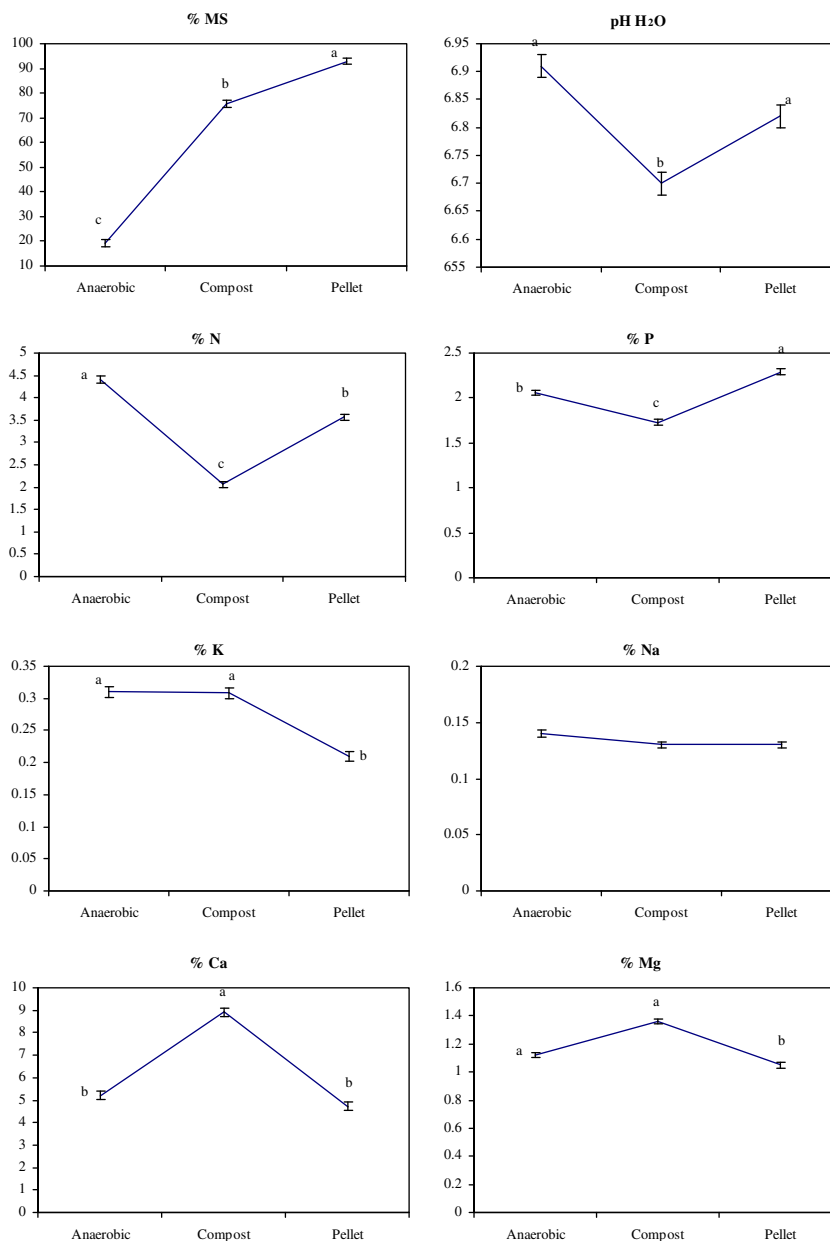 % MS
100
90
80
70
60
50
40
30
20
10
a
b
c
Anaerobic Compost Pellet
pH H2O
6.95
6.9
6.85
6.8
6.75
6.7
6.65
6.6
655
a
b
a
Anaerobic Compost Pellet
% N
5
4.5
4
3.5
3
2.5
2
1.5
1
0.5
0
a
b
c
Anaerobic Compost Pellet
% P
2.5
2
1.5
1
0.5
0
a
b
c
Anaerobic Compost Pellet
% K
0.35
0.3
0.25
0.2
0.15
0.1
0.05
0
a
a
b
Anaerobic Compost Pellet
% Na
0.2
0.15
0.1
0.05
0
Anaerobic Compost Pellet
% Ca
10
9
8
7
6
5
4
3
2
1
0
a
b
b
Anaerobic Compost Pellet
% Mg
1.6
1.4
1.2
1
0.8
0.6
0.4
0.2
0
a
a
b
Anaerobic Compost Pellet